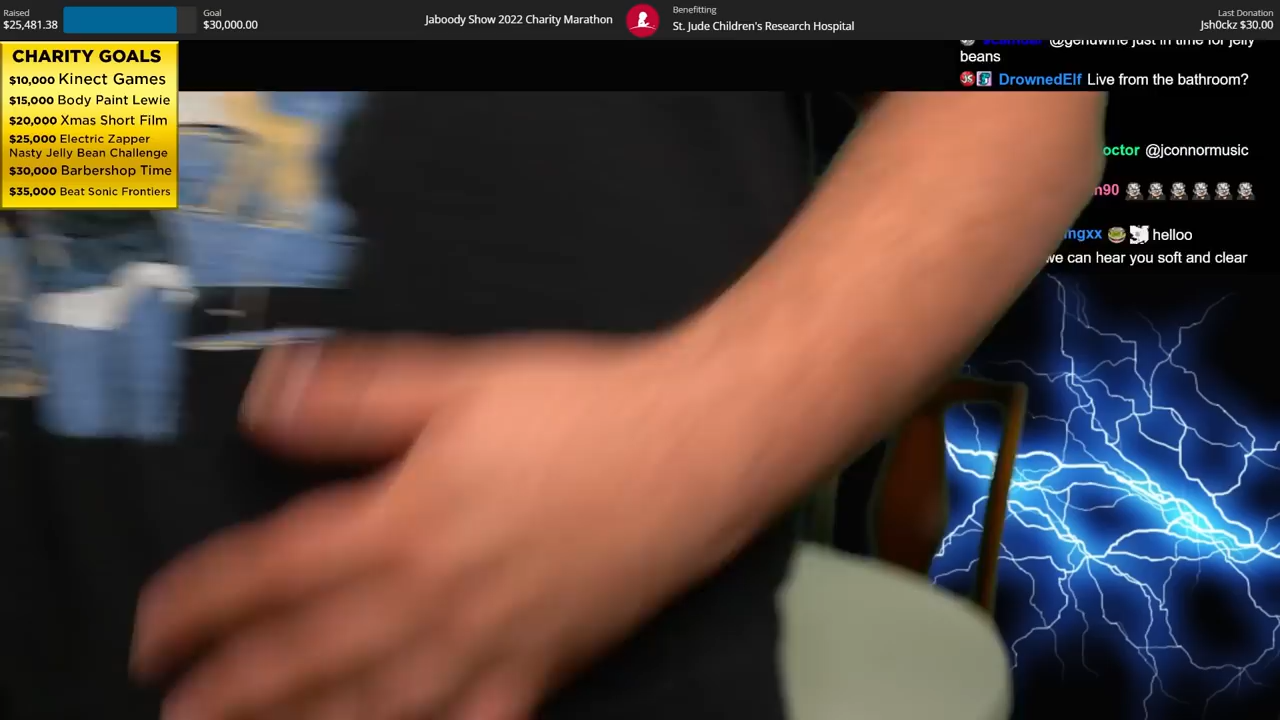 Raised
$25,481.38
Goal
$30,000.00
Jaboody Show 2022 Charity Marathon
Benefitting
St. Jude Children's Research Hospital
Last Donation
Jsh0ckz $30.00
CHARITY GOALS
$10,000 Kinect Games
$15,000 Body Paint Lewie
$20,000 Xmas Short Film
$25,000 Electric Zapper
Nasty Jelly Bean Challenge
$30,000 Barbershop Time
$35,000 Beat Sonic Frontiers
@gendwine just in time for jelly
beans
DrownedElf Live from the bathroom?
octor @jconnormusic
n90
ngxx helloo
we can hear you soft and clear